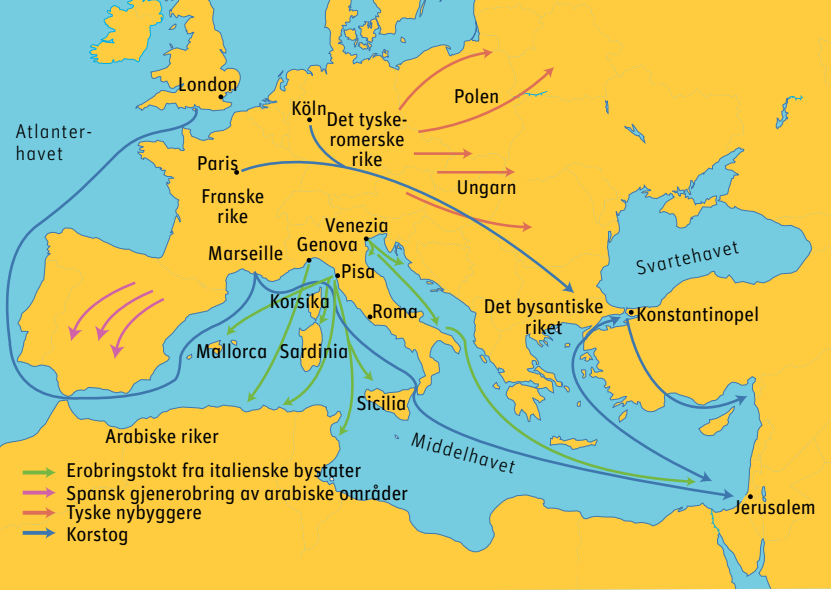 London
Atlanter-
havet
Köln
Det tyske-
romerske
rike
Polen
Paris
Franske
rike
Ungarn
Venezia
Genova
Marseille
Pisa
Svartehavet
Korsika
Roma
Det bysantiske
riket
Konstantinopel
Mallorca
Sardinia
Sicilia
Arabiske riker
Middelhavet
Jerusalem
Erobringstokt fra italienske bystater
Spansk gjenerobring av arabiske områder
Tyske nybyggere
Korstog